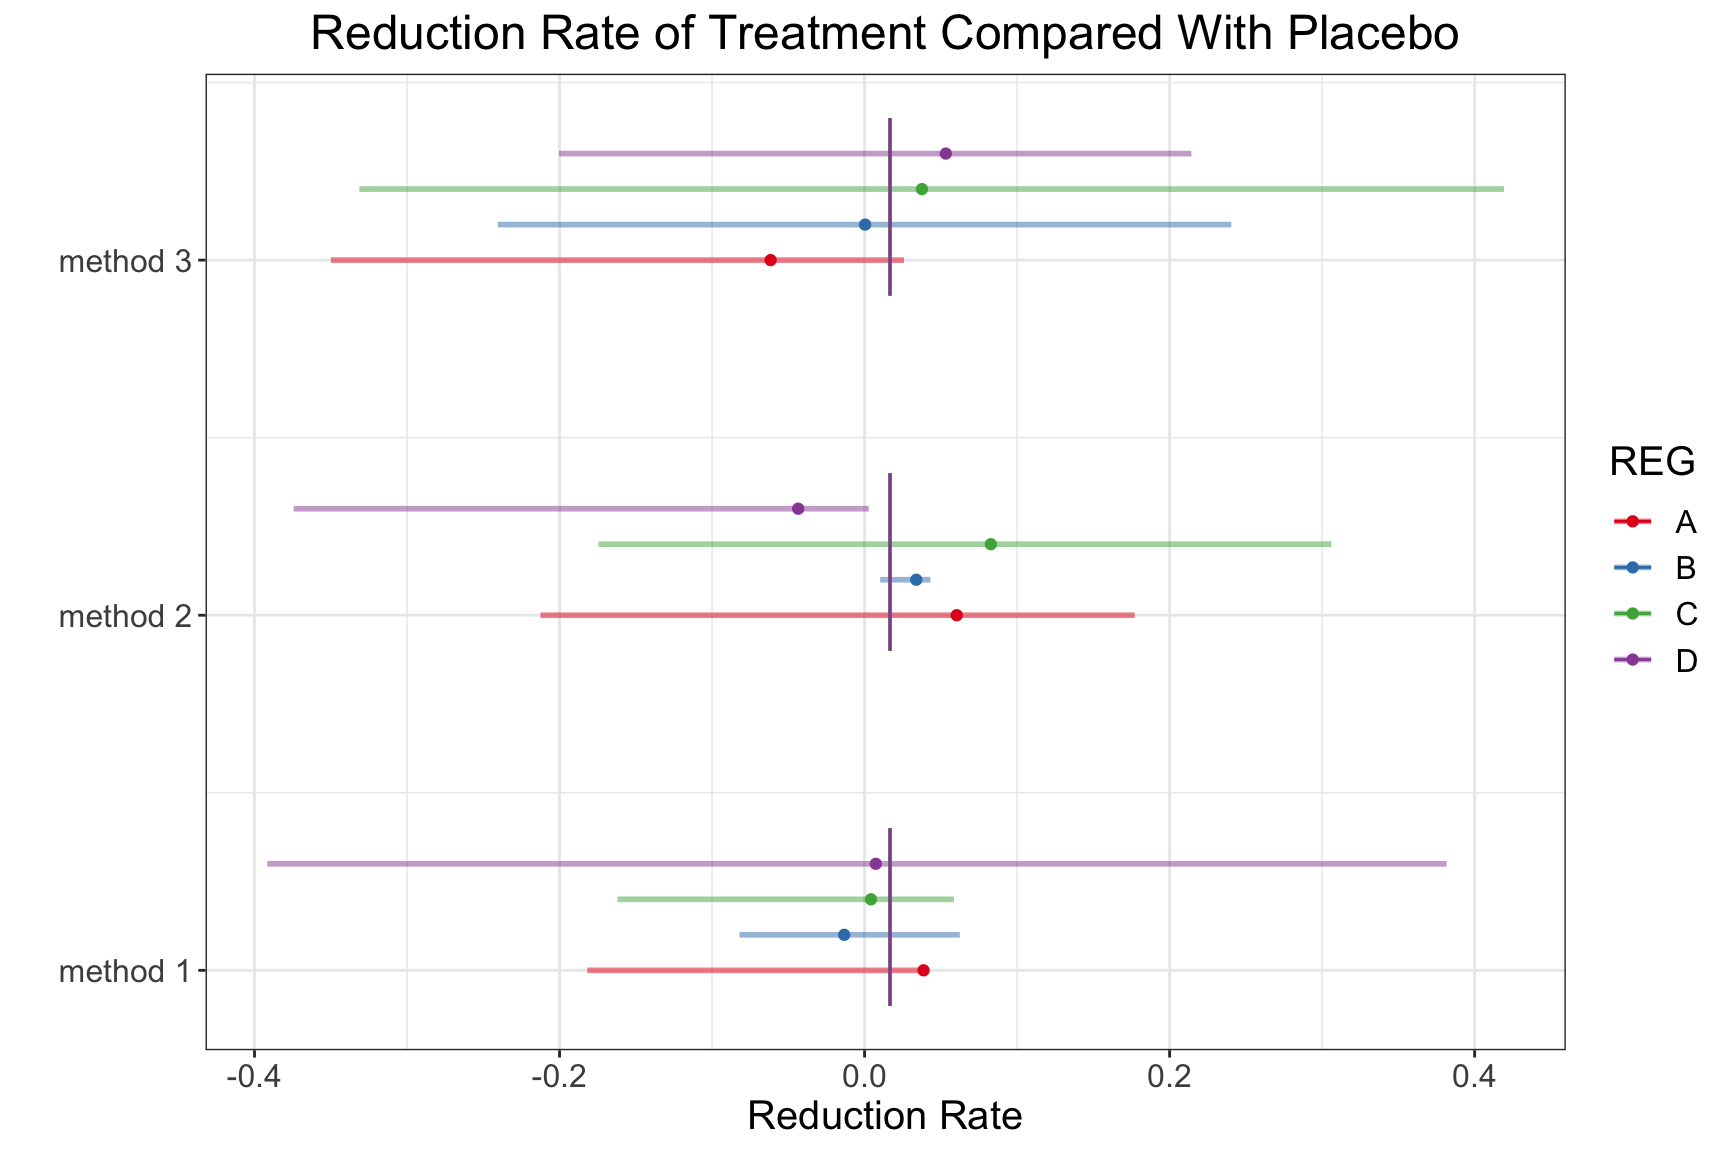 Reduction Rate of Treatment Compared With Placebo
method 3
method 2
method 1
-0.4 -0.2 0.0 0.2 0.4
Reduction Rate
REG
A
B
C
D